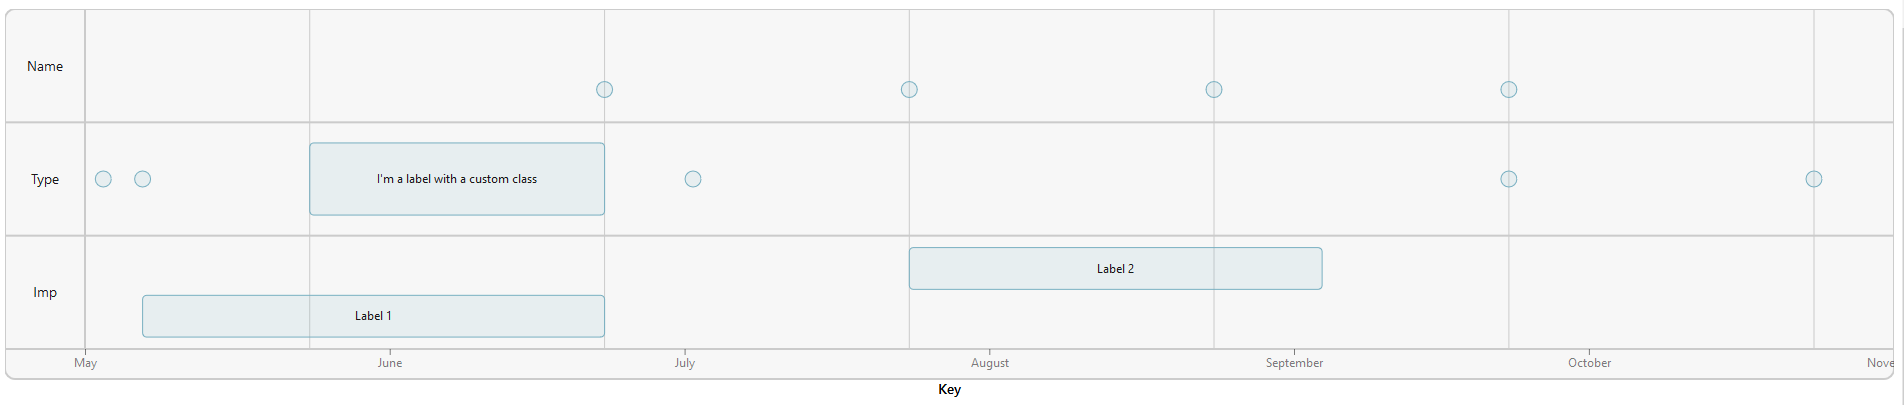 Name
Type
I'm a label with a custom class
Imp
Label 2
Label 1
May June July August September October Nove
Key